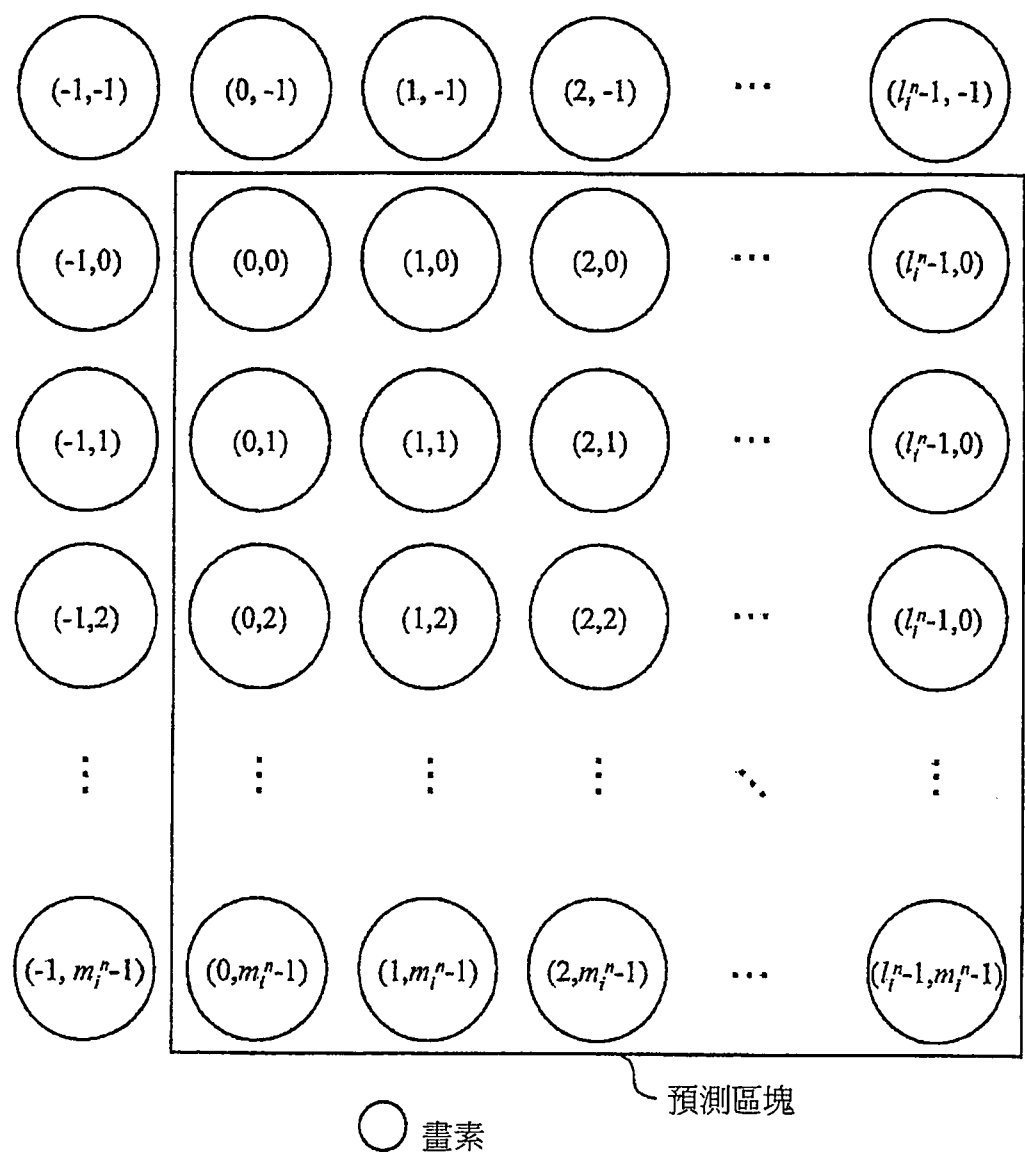 (-1,-1) (0, -1) (1, -1) (2, -1) ... (l_i^n-1, -1)
(-1,0) (0,0) (1,0) (2,0) ... (l_i^n-1,0)
(-1,1) (0,1) (1,1) (2,1) ... (l_i^n-1,0)
(-1,2) (0,2) (1,2) (2,2) ... (l_i^n-1,0)
(-1, m_i^n-1) (0,m_i^n-1) (1,m_i^n-1) (2,m_i^n-1) ... (l_i^n-1,m_i^n-1)
預測區塊
畫素